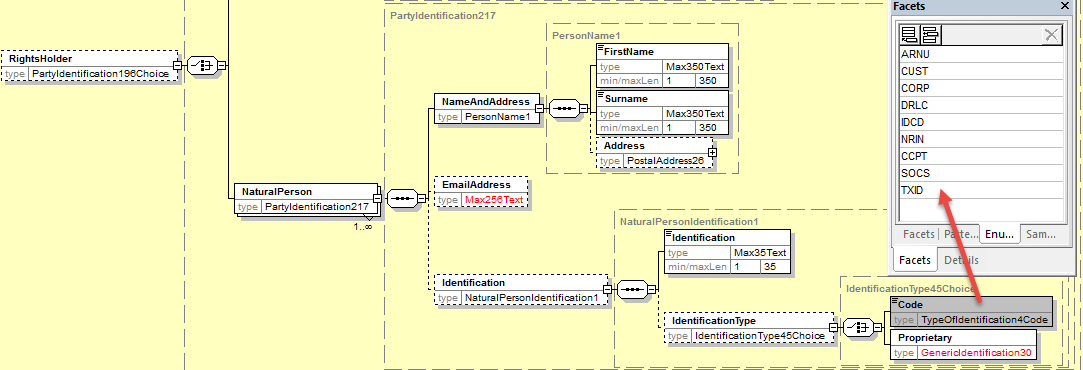 PartyIdentification217
PersonName1
RightsHolder
type PartyIdentification196Choice
FirstName
type Max350Text
min/maxLen 1 350
Surname
type Max350Text
min/maxLen 1 350
Address
type PostalAddress26
NameAndAddress
type PersonName1
NaturalPerson
type PartyIdentification217
1..∞
EmailAddress
type Max256Text
NaturalPersonIdentification1
Identification
type Max35Text
min/maxLen 1 35
Identification
type NaturalPersonIdentification1
IdentificationType
type IdentificationType45Choice
IdentificationType45Choice
Code
type TypeOfIdentification4Code
Proprietary
type GenericIdentification30
Facets
ARNU
CUST
CORP
DRLC
IDCD
NRIN
CCPT
SOCS
TXID
Facets Patte... Enu... Sam...
Facets Details